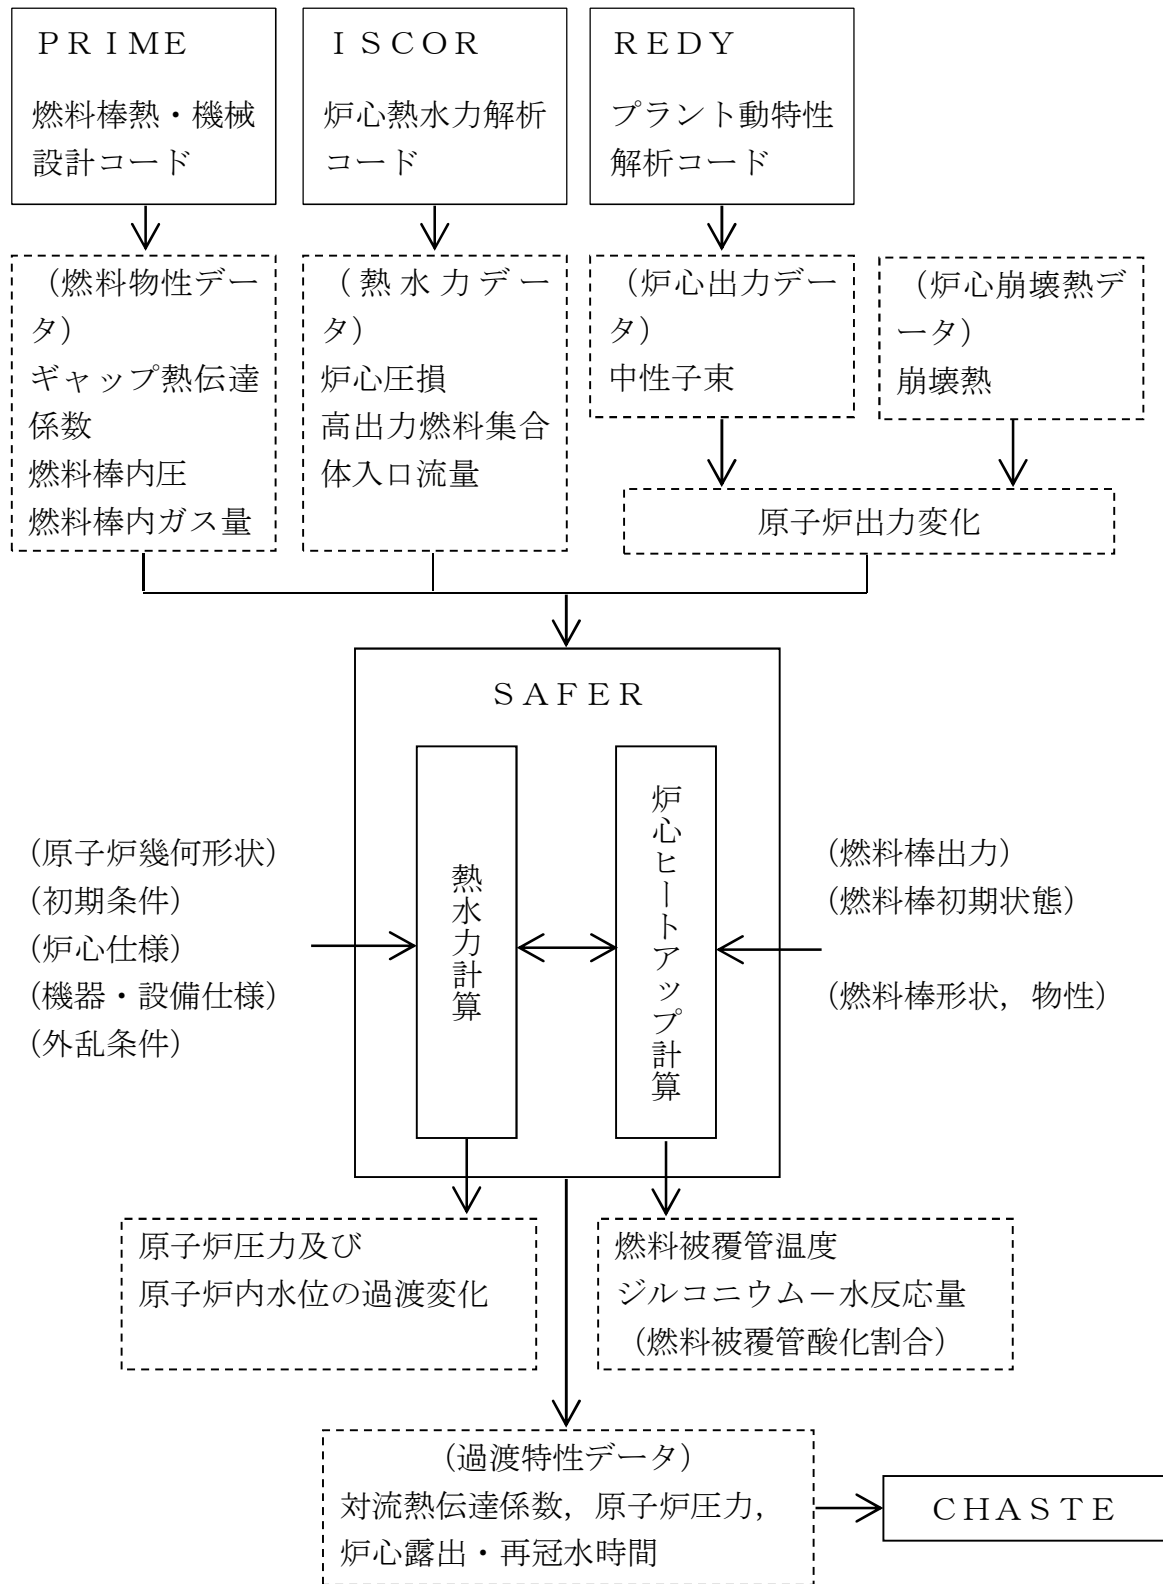 PRIME
燃料棒熱・機械
設計コード
ISCOR
炉心熱水力解析
コード
REDY
プラント動特性
解析コード
(燃料物性デー
タ)
ギャップ熱伝達
係数
燃料棒内圧
燃料棒内ガス量
(熱水力デー
タ)
炉心圧損
高出力燃料集合
体入口流量
(炉心出力デー
タ)
中性子束
(炉心崩壊熱デ
ータ)
崩壊熱
原子炉出力変化
SAFER
(原子炉幾何形状)
(初期条件)
(炉心仕様)
(機器・設備仕様)
(外乱条件)
熱水力計算
炉心ヒートアップ計算
(燃料棒出力)
(燃料棒初期状態)
(燃料棒形状,物性)
原子炉圧力及び
原子炉内水位の過渡変化
燃料被覆管温度
ジルコニウム-水反応量
(燃料被覆管酸化割合)
(過渡特性データ)
対流熱伝達係数,原子炉圧力,
炉心露出・再冠水時間
CHASTE